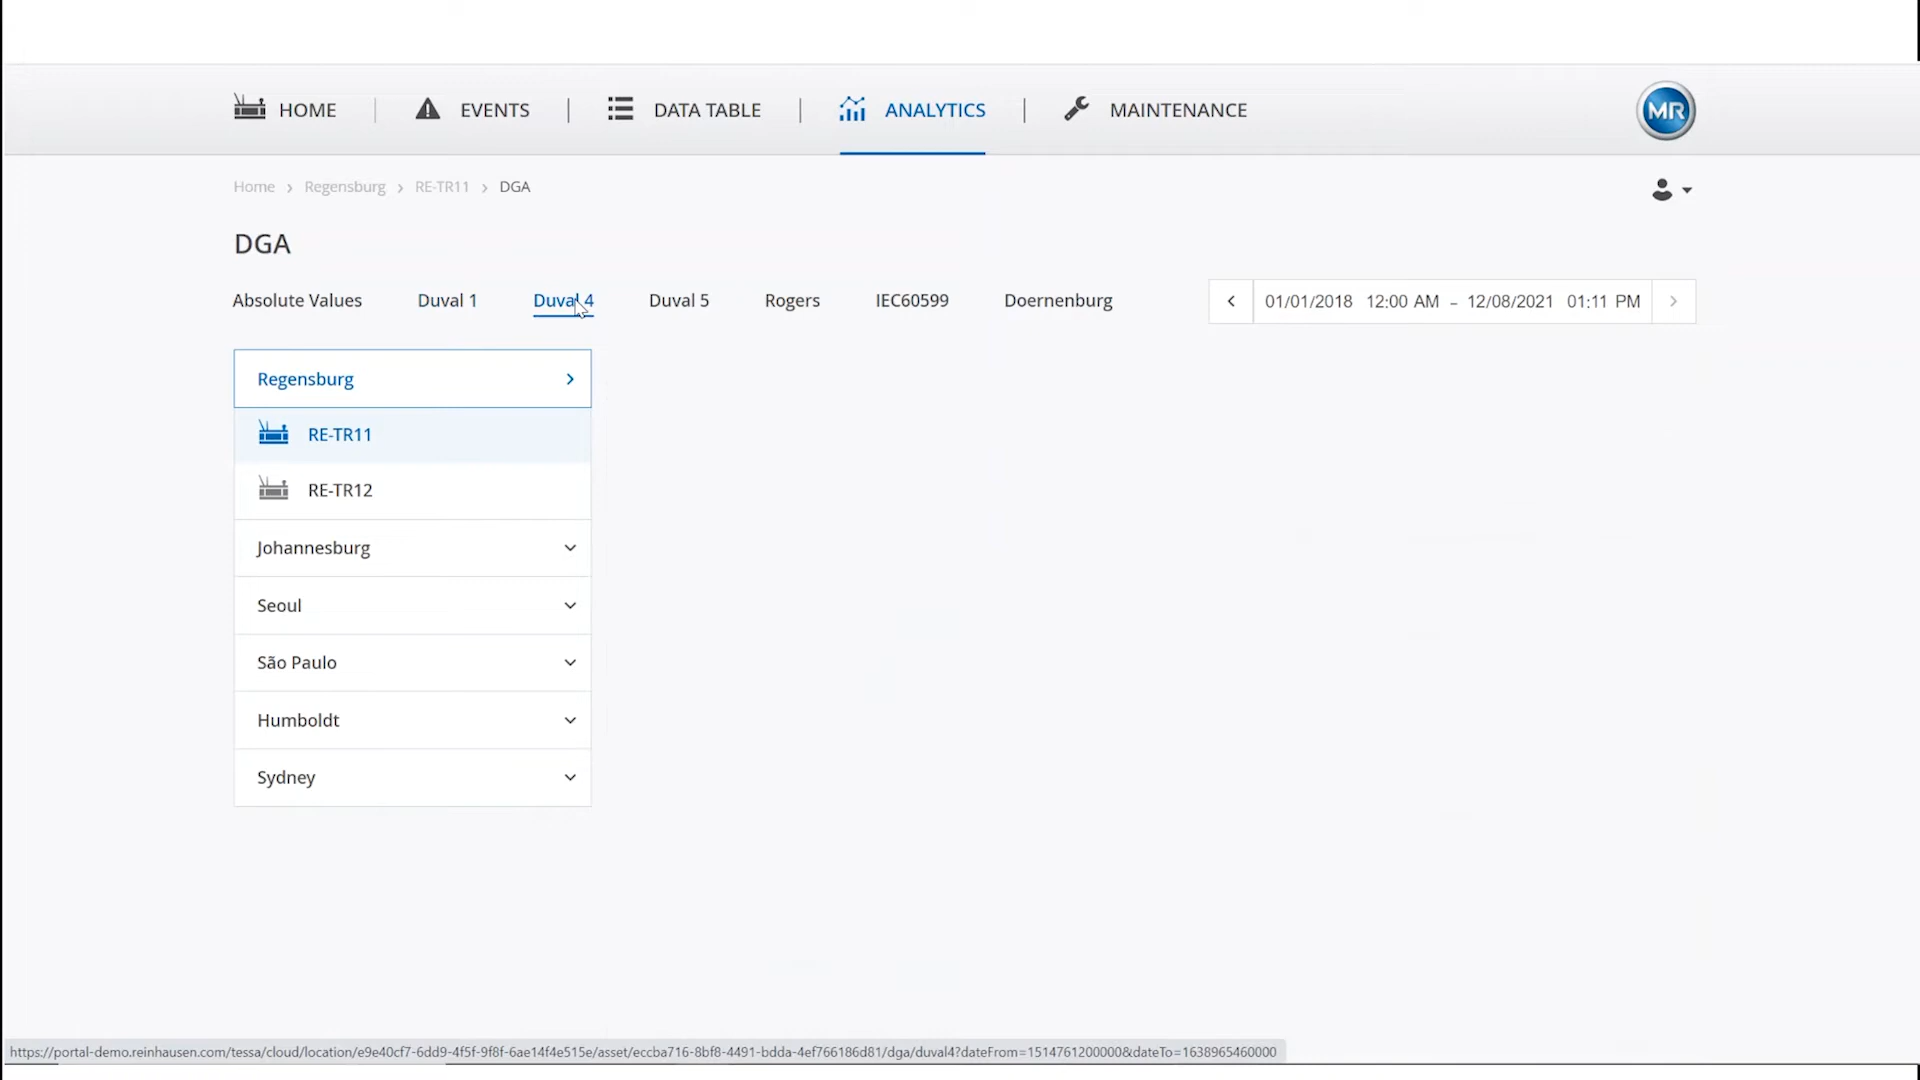 HOME | EVENTS | DATA TABLE | ANALYTICS | MAINTENANCE
MR
Home › Regensburg › RE-TR11 › DGA
DGA
Absolute Values Duval 1 Duval 4 Duval 5 Rogers IEC60599 Doernenburg 01/01/2018 12:00 AM – 12/08/2021 01:11 PM
Regensburg
RE-TR11
RE-TR12
Johannesburg
Seoul
São Paulo
Humboldt
Sydney
https://portal-demo.reinhausen.com/tessa/cloud/location/e9e40cf7-6dd9-4f5f-9f8f-6ae14f4e515e/asset/eccba716-8bf8-4491-bdda-4ef766186d81/dga/duval4?dateFrom=1514761200000&dateTo=1638965460000